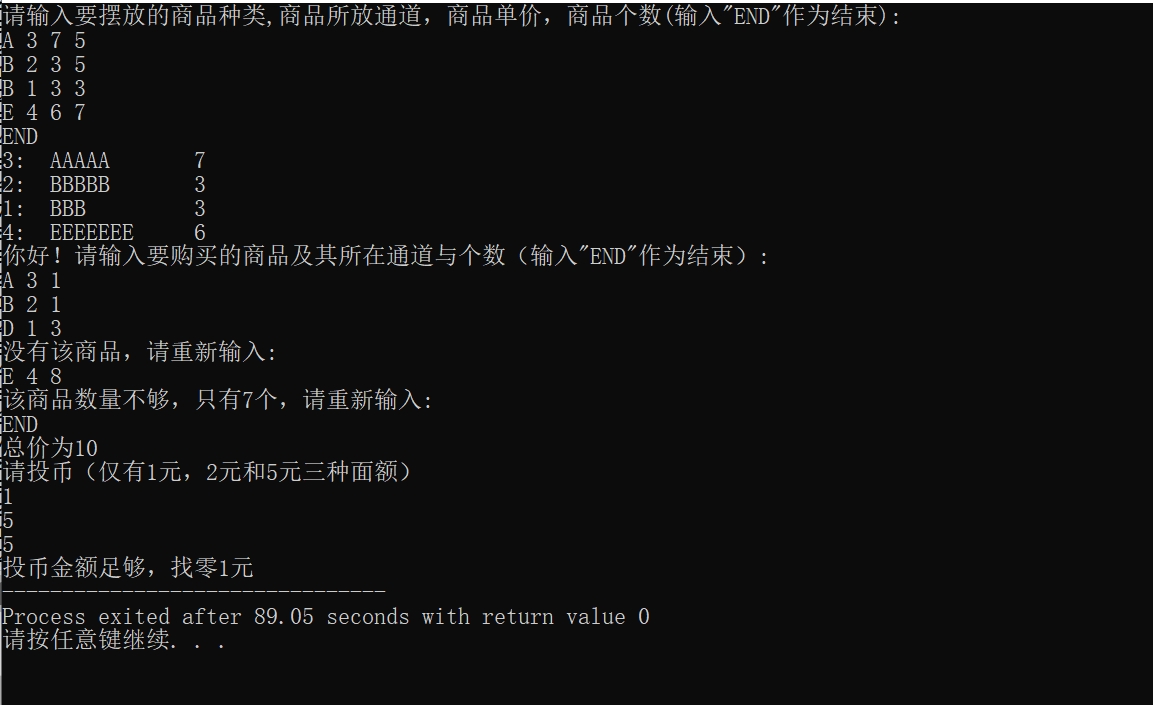 请输入要摆放的商品种类,商品所放通道，商品单价，商品个数(输入"END"作为结束):
A 3 7 5
B 2 3 5
B 1 3 3
E 4 6 7
END
3:  AAAAA       7
2:  BBBBB       3
1:  BBB         3
4:  EEEEEEE     6
你好！请输入要购买的商品及其所在通道与个数（输入"END"作为结束）:
A 3 1
B 2 1
D 1 3
没有该商品，请重新输入:
E 4 8
该商品数量不够，只有7个，请重新输入:
END
总价为10
请投币（仅有1元，2元和5元三种面额）
1
5
5
投币金额足够，找零1元
--------------------------------
Process exited after 89.05 seconds with return value 0
请按任意键继续. . .